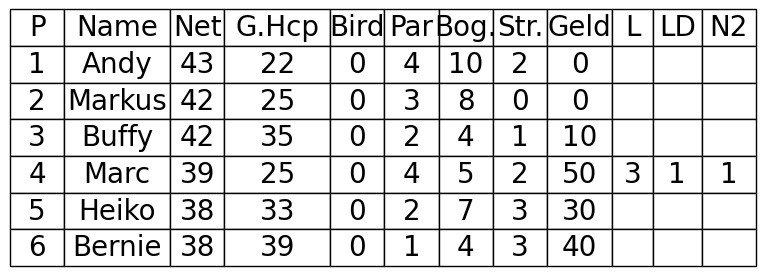 P Name Net G.Hcp Bird Par Bog. Str. Geld L LD N2
1 Andy 43 22 0 4 10 2 0
2 Markus 42 25 0 3 8 0 0
3 Buffy 42 35 0 2 4 1 10
4 Marc 39 25 0 4 5 2 50 3 1 1
5 Heiko 38 33 0 2 7 3 30
6 Bernie 38 39 0 1 4 3 40